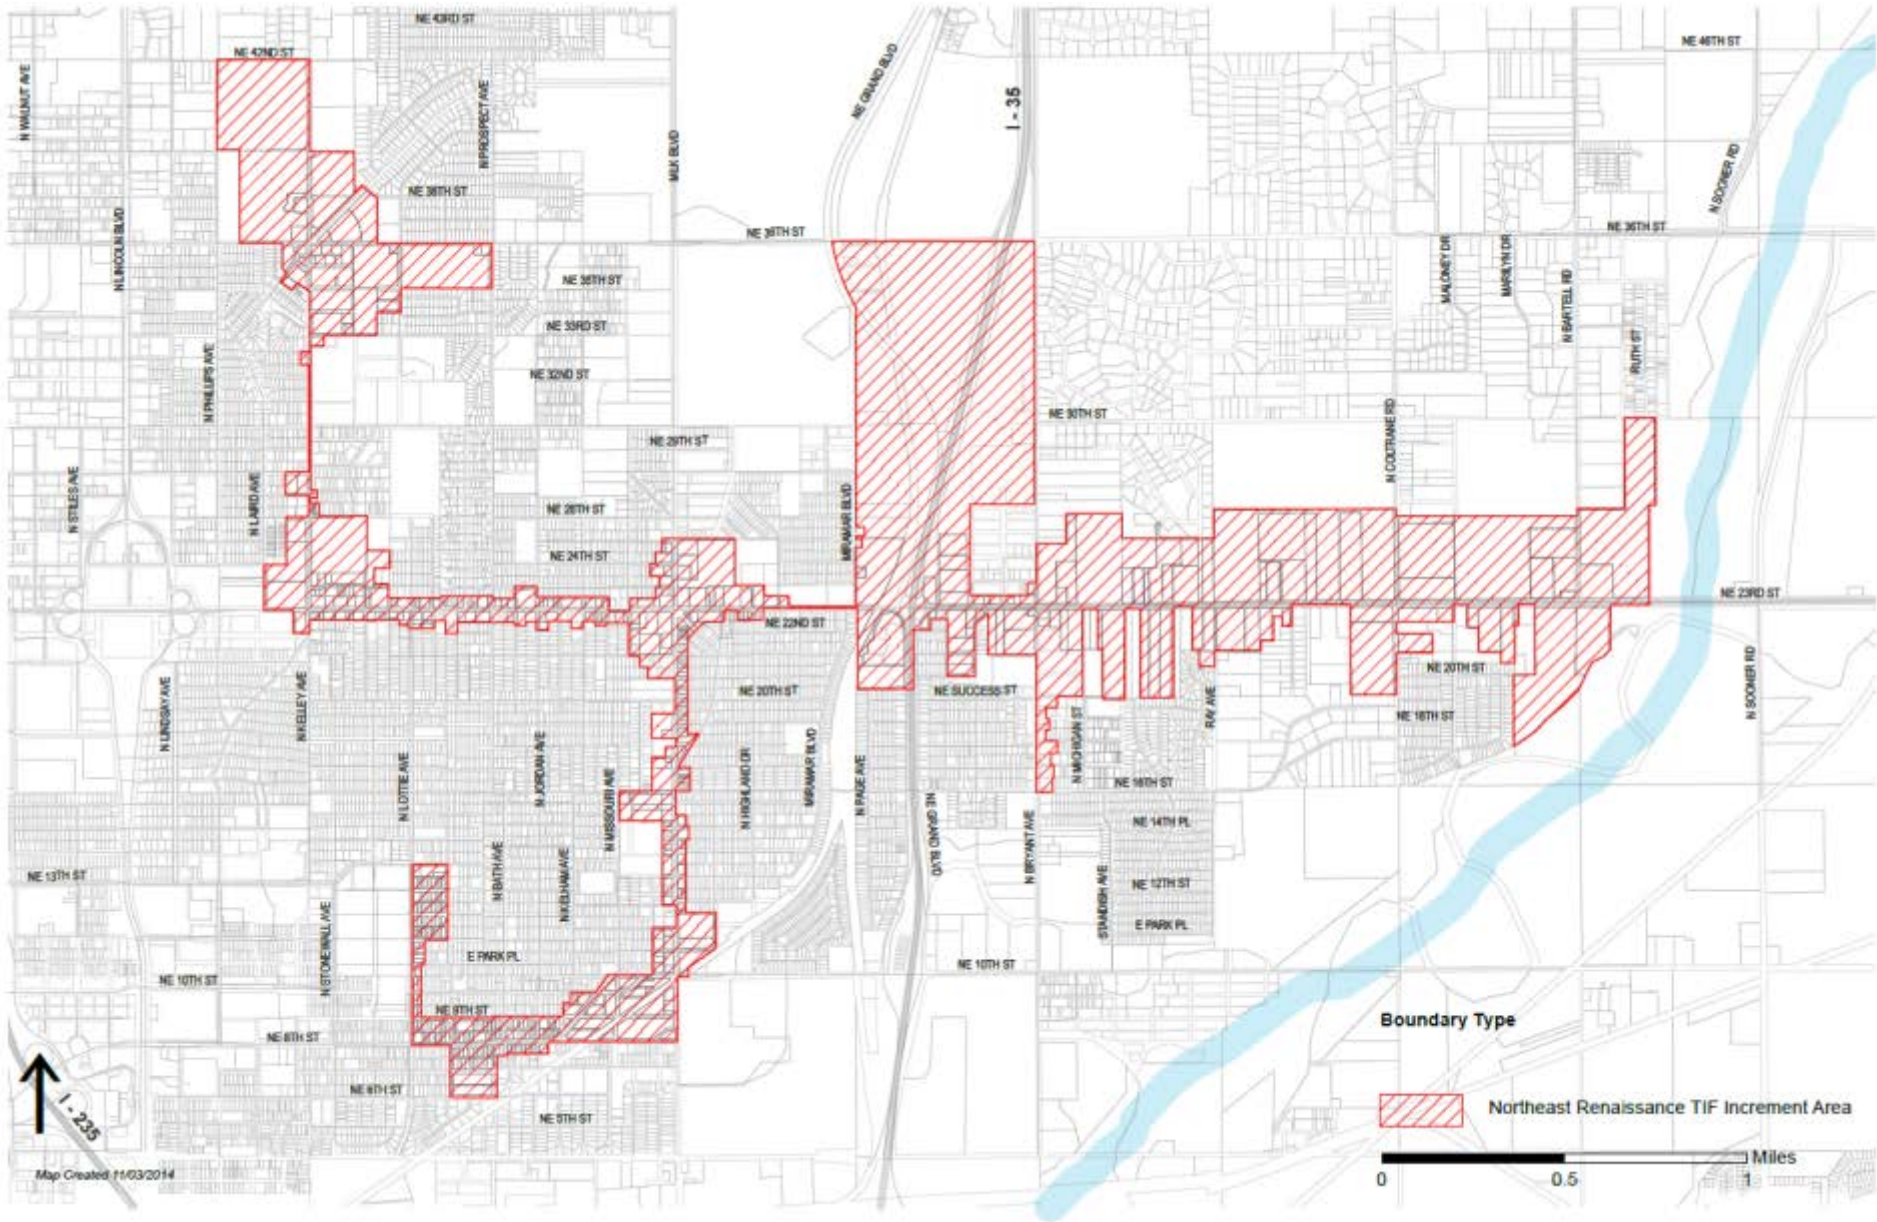 NE 43RD ST
NE 42ND ST
NE 46TH ST
N WALNUT AVE
N PROSPECT AVE
NE GRAND BLVD
I - 35
MLK BLVD
N SOONER RD
NE 38TH ST
N LINCOLN BLVD
NE 36TH ST
NE 36TH ST
MALONEY DR
MARILYN DR
N BARTELL RD
NE 35TH ST
NE 33RD ST
RUTH ST
N PHILLIPS AVE
NE 32ND ST
NE 30TH ST
N COLTRANE RD
NE 29TH ST
N STILES AVE
N LAIRD AVE
MIRAMAR BLVD
NE 26TH ST
NE 24TH ST
NE 23RD ST
NE 22ND ST
NE 20TH ST
N LINDSAY AVE
N KELLEY AVE
NE 20TH ST
NE SUCCESS ST
RAV AVE
N SOONER RD
NE 18TH ST
N MICHIGAN ST
N LOTTIE AVE
N JORDAN AVE
N MISSOURI AVE
N HIGHLAND DR
MIRAMAR BLVD
N PAGE AVE
NE 16TH ST
NE GRAND BLVD
N BRYANT AVE
NE 14TH PL
NE 13TH ST
N BATH AVE
N KELHAM AVE
NE 12TH ST
STANDISH AVE
E PARK PL
N STONEWALL AVE
E PARK PL
NE 10TH ST
NE 10TH ST
NE 9TH ST
NE 8TH ST
NE 6TH ST
NE 5TH ST
I - 235
Map Created 11/03/2014
Boundary Type
Northeast Renaissance TIF Increment Area
Miles
0 0.5 1